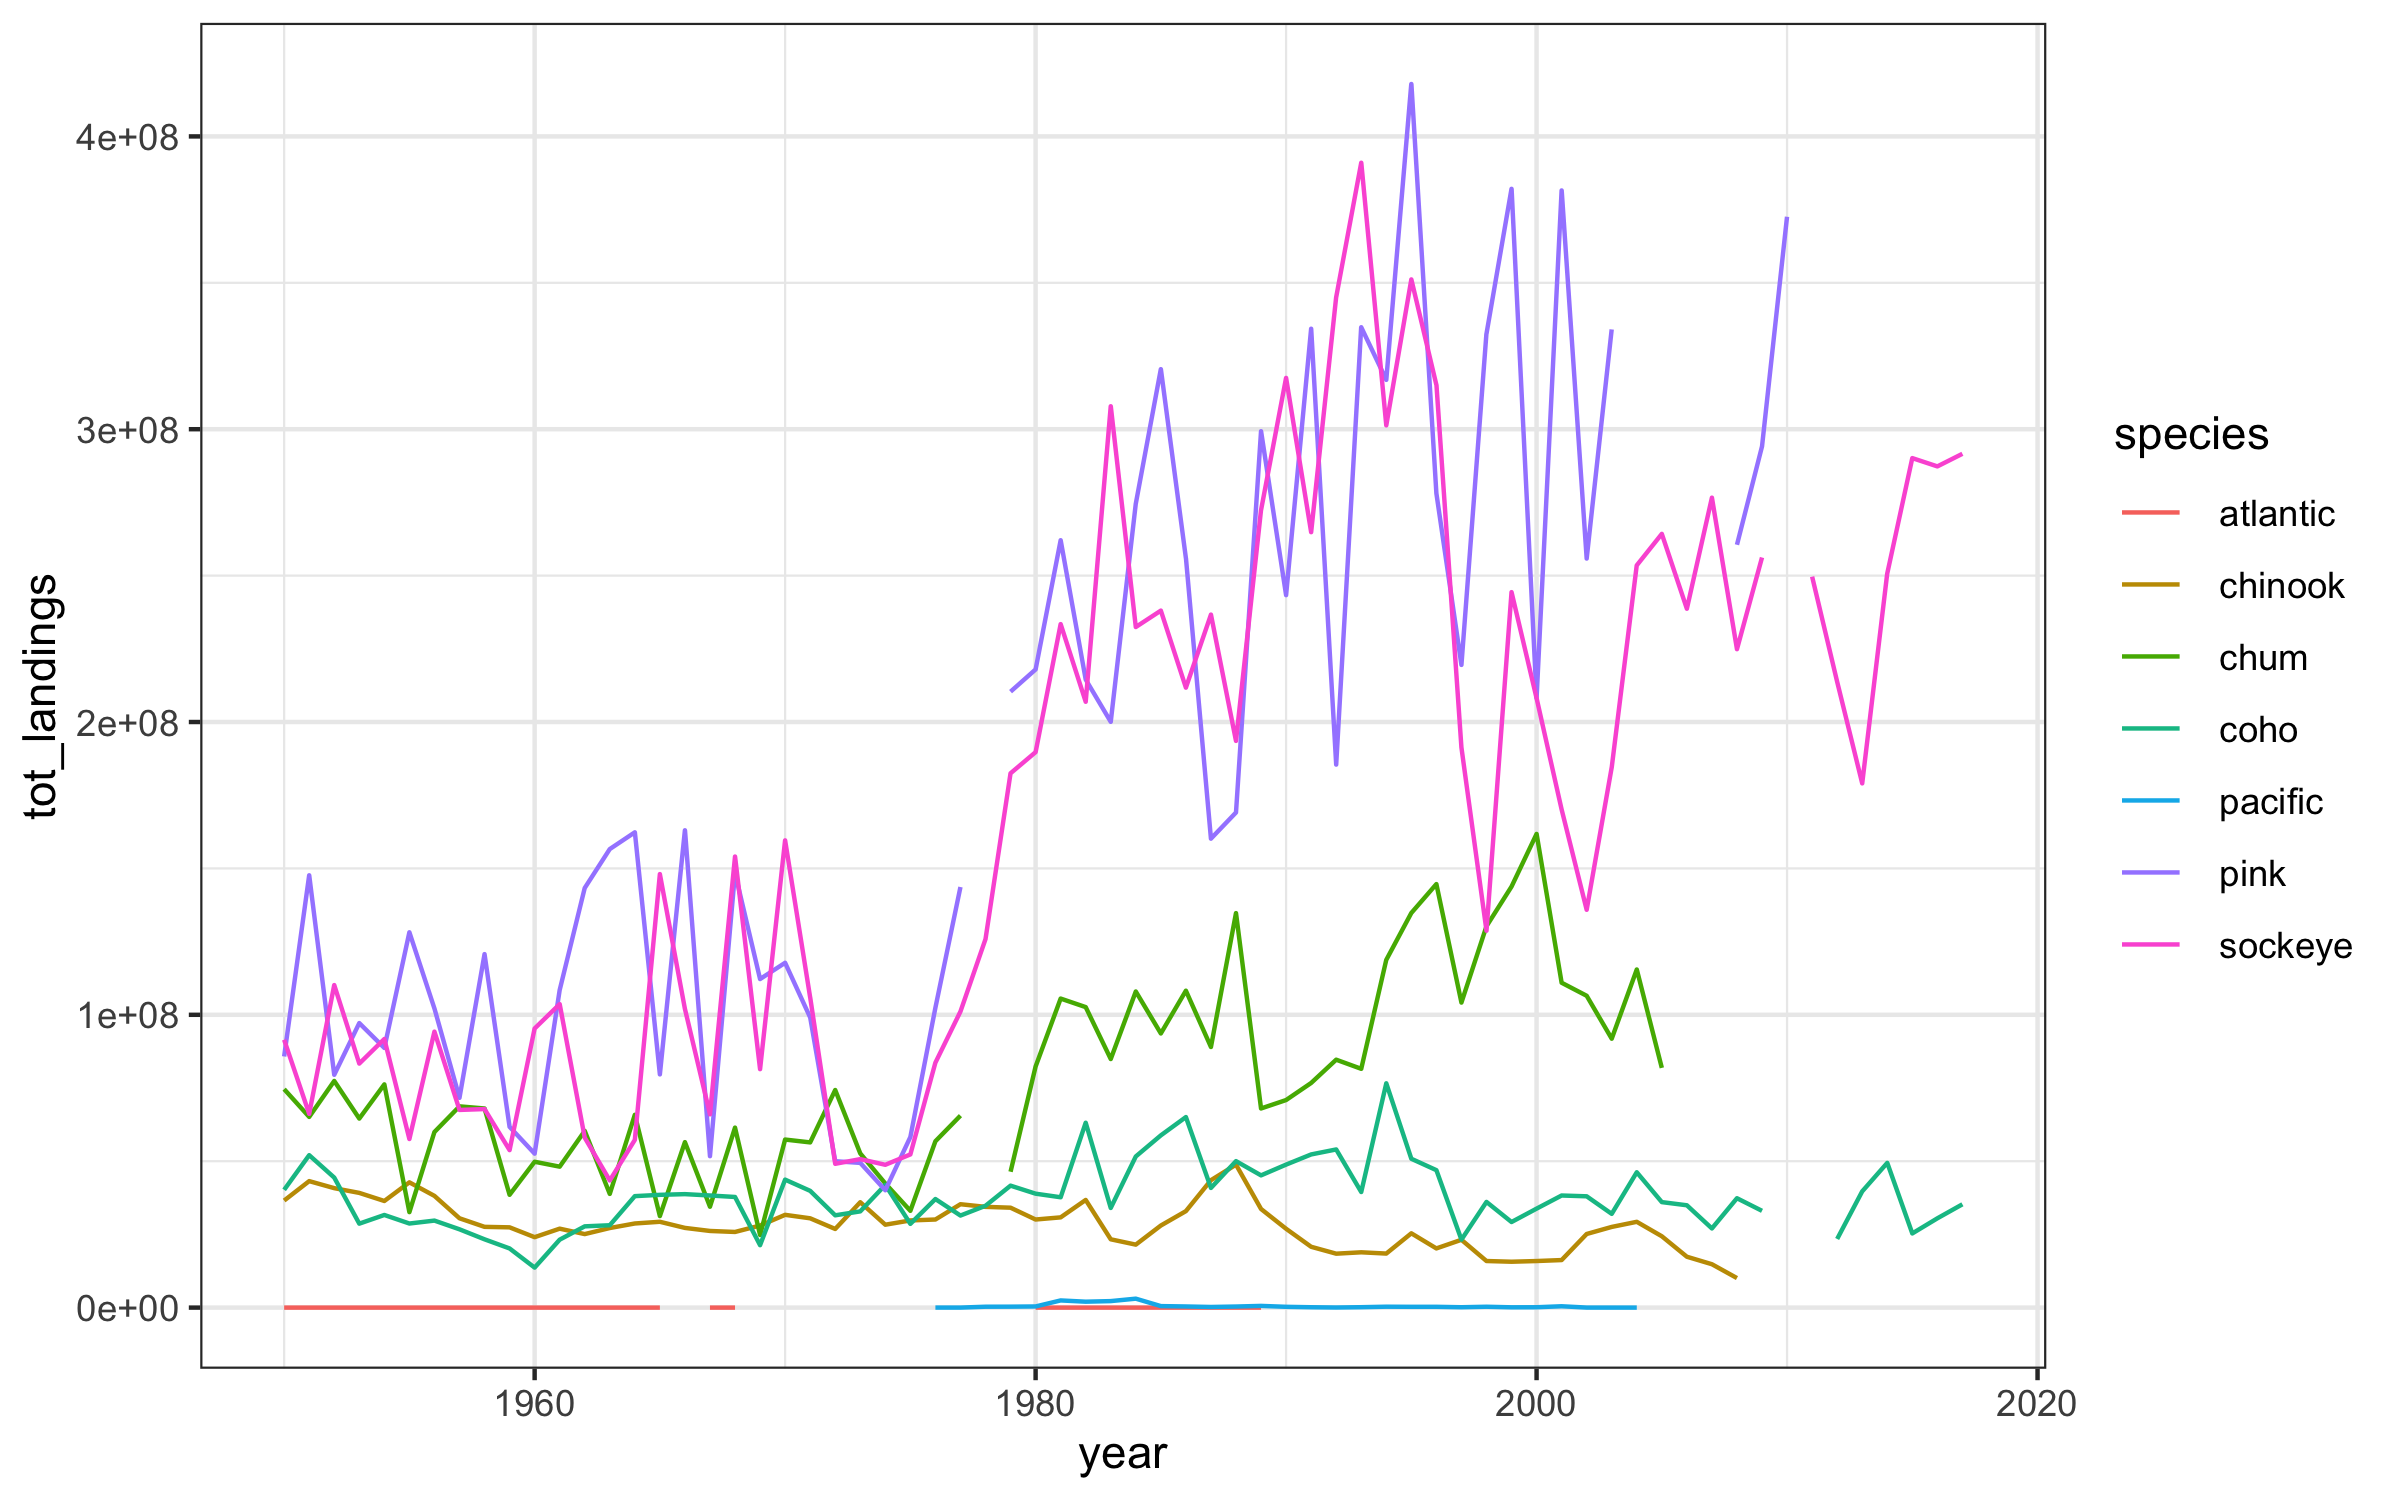 4e+08
3e+08
2e+08
1e+08
0e+00
tot_landings
1960
1980
2000
2020
year
species
atlantic
chinook
chum
coho
pacific
pink
sockeye